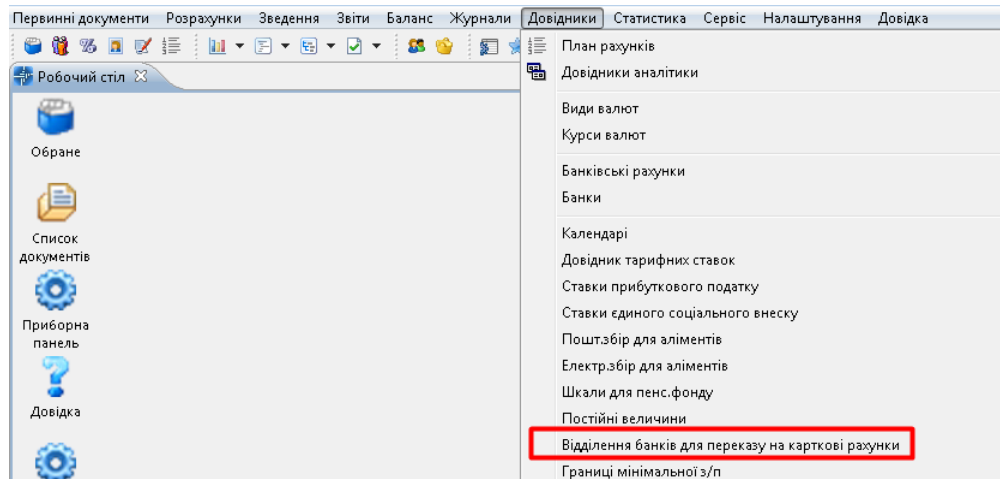 Первинні документи Розрахунки Зведення Звіти Баланс Журнали Довідники Статистика Сервіс Налаштування Довідка
Робочий стіл
Обране
Список
документів
Приборна
панель
Довідка
План рахунків
Довідники аналітики
Види валют
Курси валют
Банківські рахунки
Банки
Календарі
Довідник тарифних ставок
Ставки прибуткового податку
Ставки єдиного соціального внеску
Пошт.збір для аліментів
Електр.збір для аліментів
Шкали для пенс.фонду
Постійні величини
Відділення банків для переказу на карткові рахунки
Границі мінімальної з/п